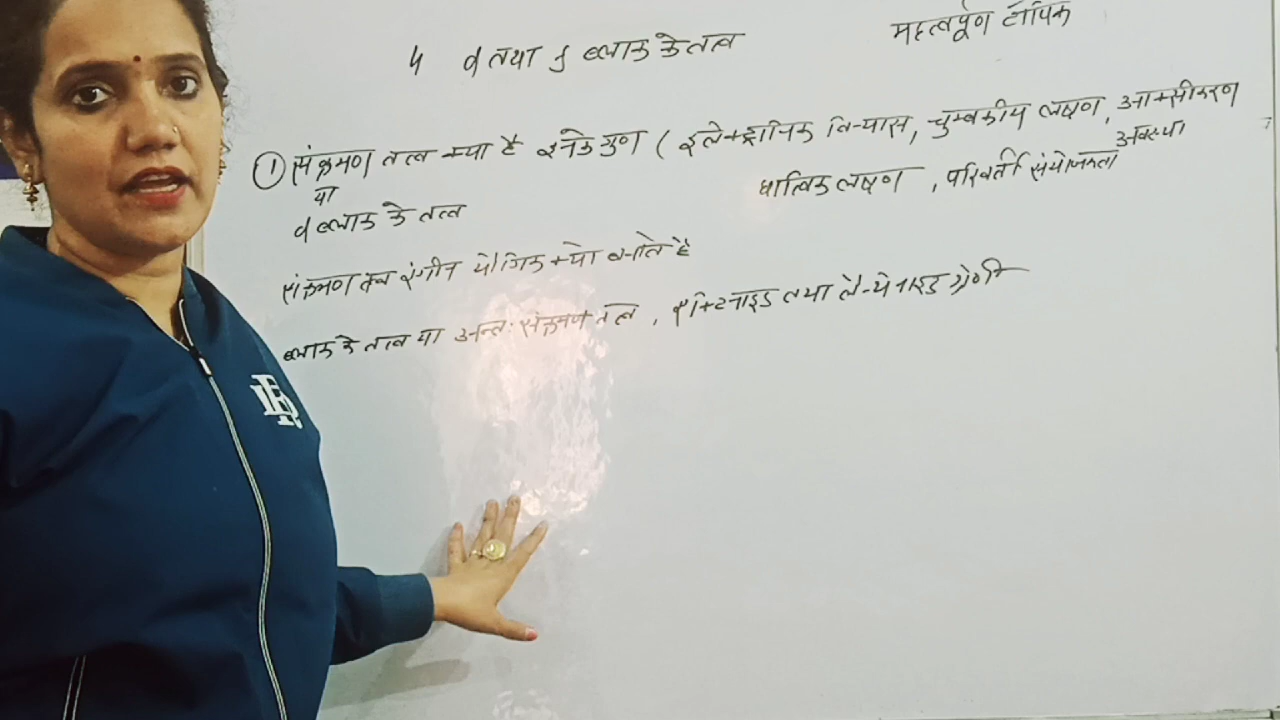 4 d तथा f ब्लाक के तत्व
महत्वपूर्ण टॉपिक
① संक्रमण तत्व क्या है इनके गुण ( इलेक्ट्रानिक विन्यास, चुम्बकीय लक्षण, आक्सीकरण अवस्था
या
धात्विक लक्षण , परिवर्ती संयोजकता
d ब्लाक के तत्व
संक्रमण तत्व रंगीन यौगिक क्यो बनाते है
ब्लाक के तत्व या अन्तः संक्रमण तत्व , एक्टिनाइड तथा लैन्थेनाइड श्रेणी